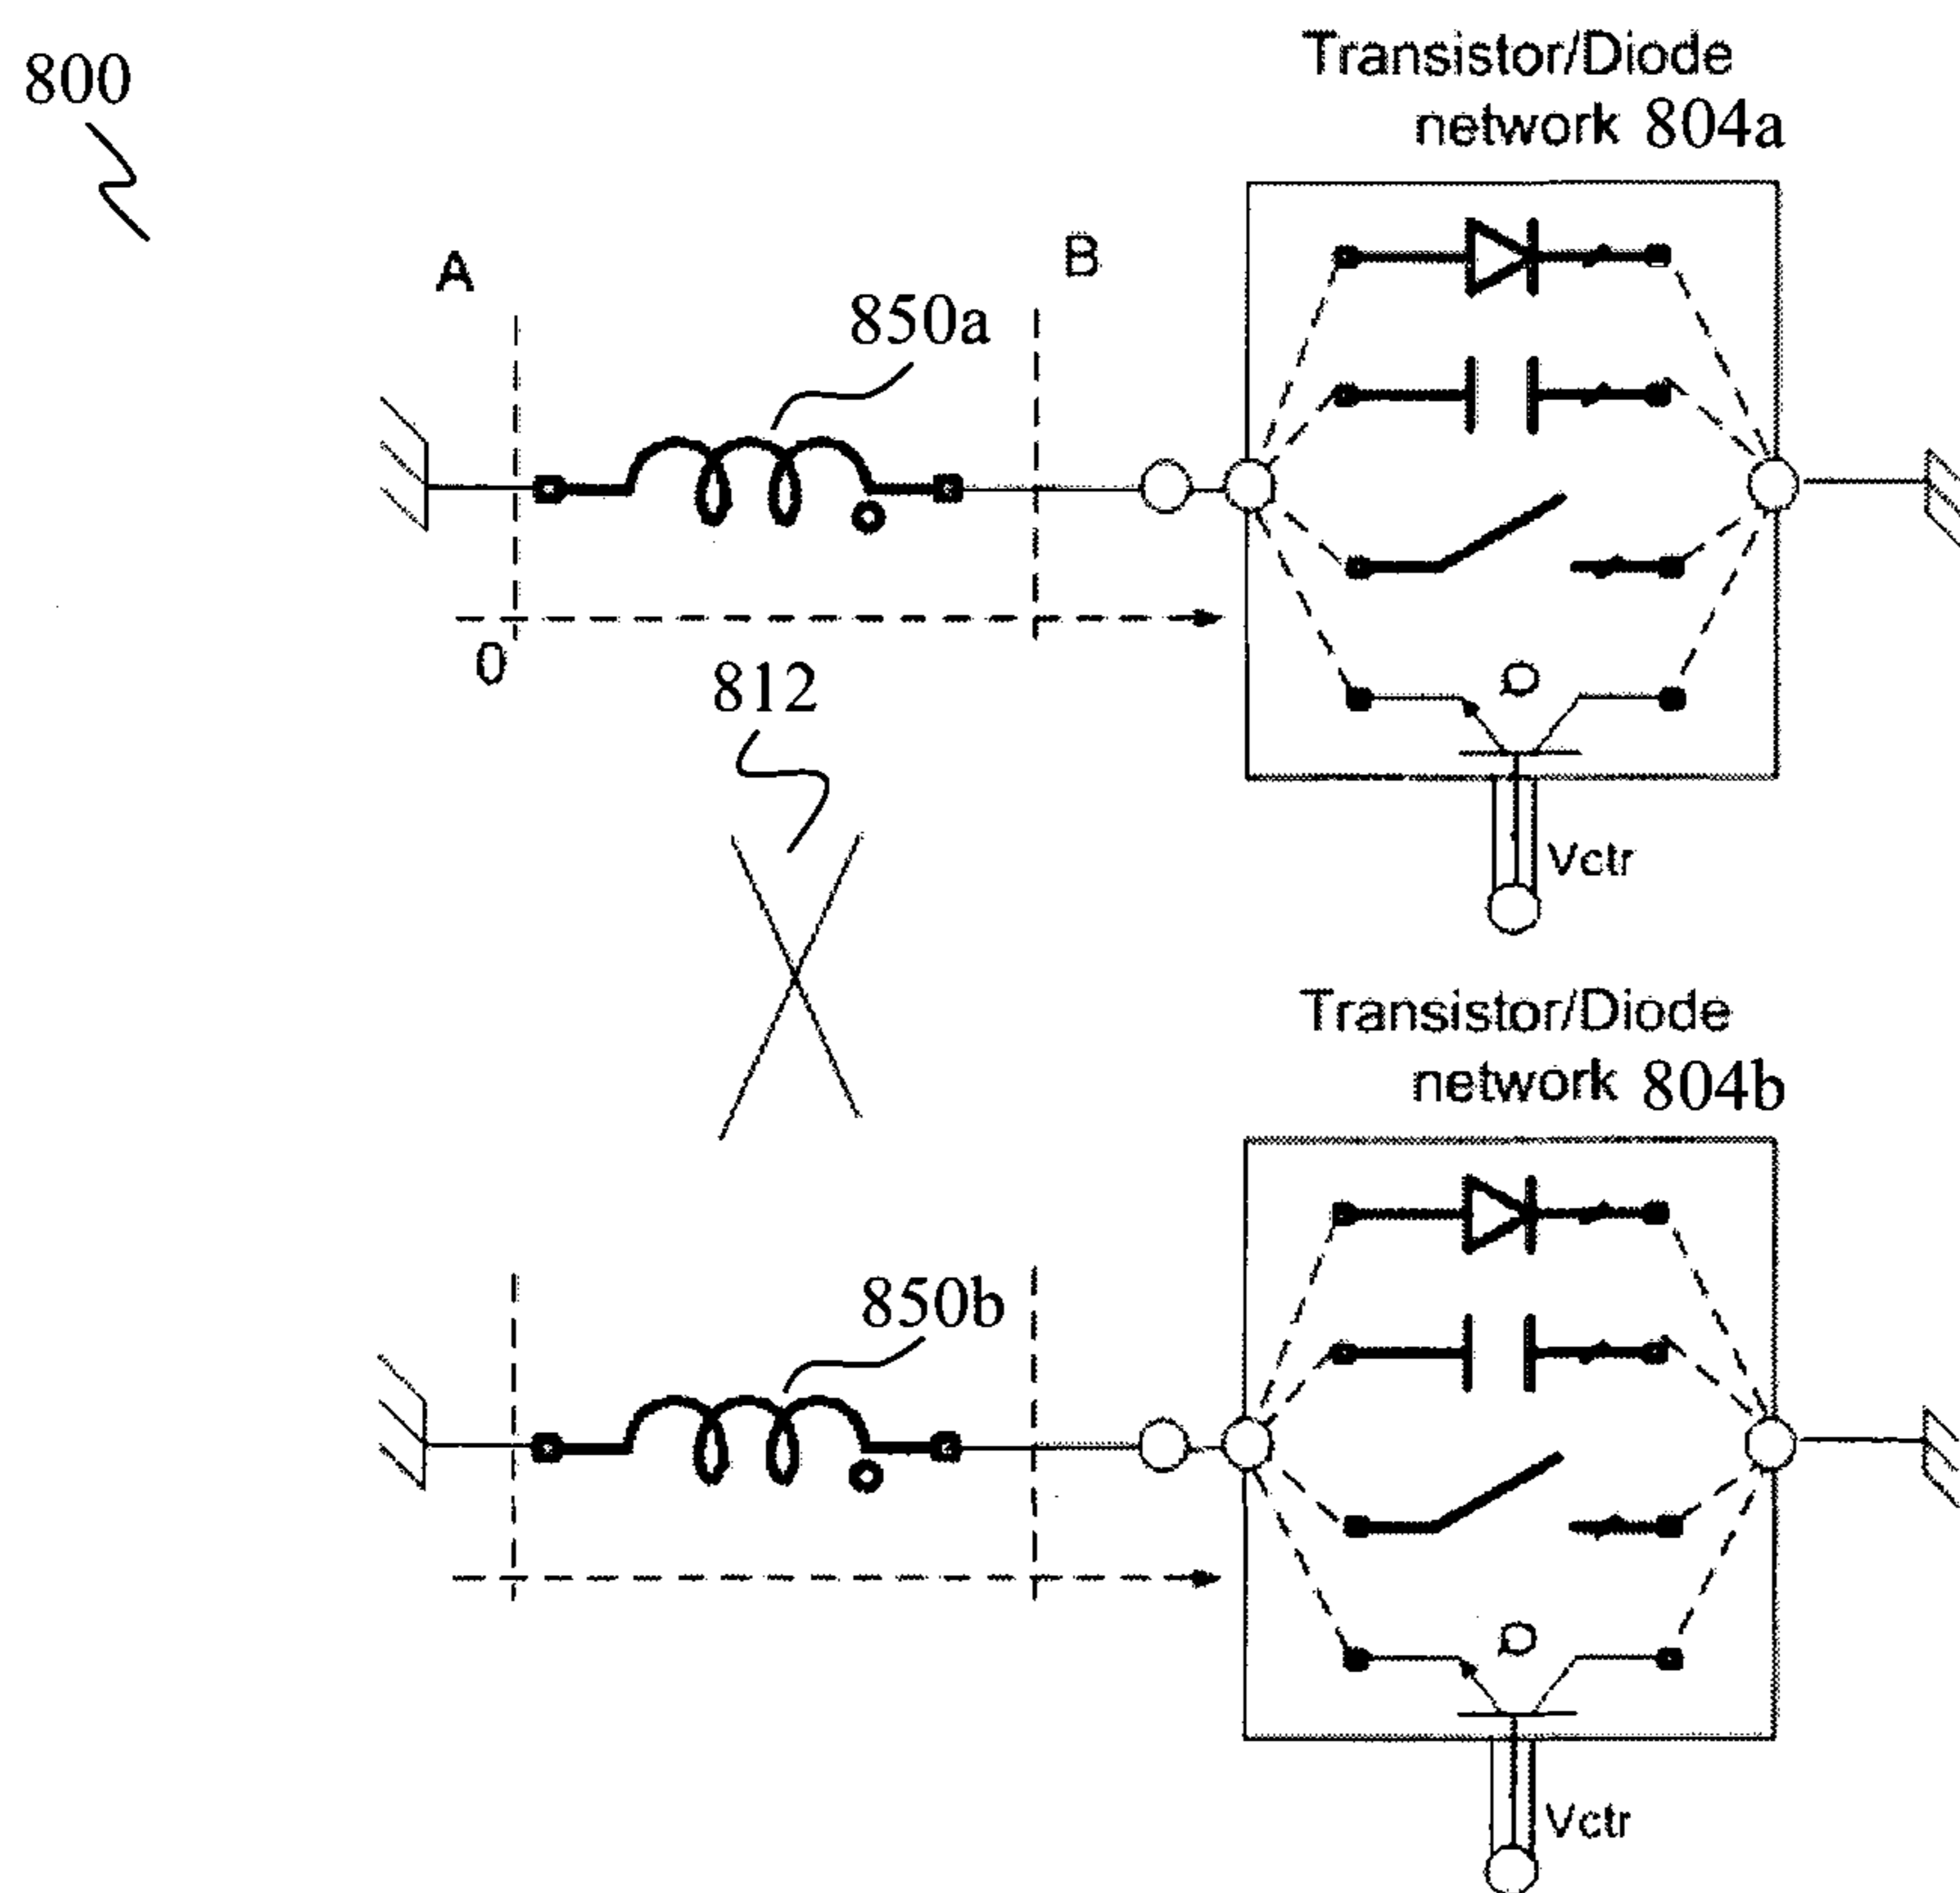 800
Transistor/Diode
network 804a
A
B
850a
0
812
Q
Vctr
Transistor/Diode
network 804b
850b
Q
Vctr